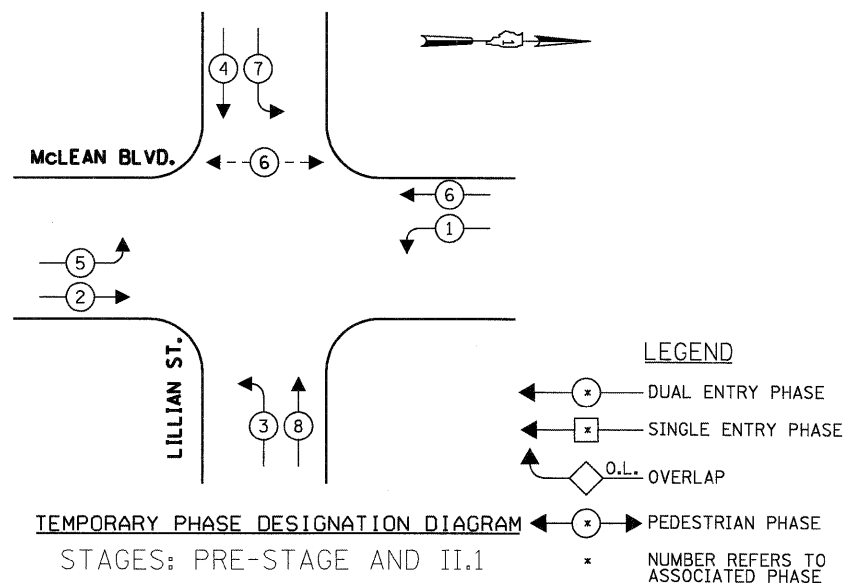 4
7
McLEAN BLVD.
6
6
1
5
2
LILLIAN ST.
3
8
LEGEND
* DUAL ENTRY PHASE
* SINGLE ENTRY PHASE
O.L. OVERLAP
* PEDESTRIAN PHASE
* NUMBER REFERS TO
ASSOCIATED PHASE
TEMPORARY PHASE DESIGNATION DIAGRAM
STAGES: PRE-STAGE AND II.1